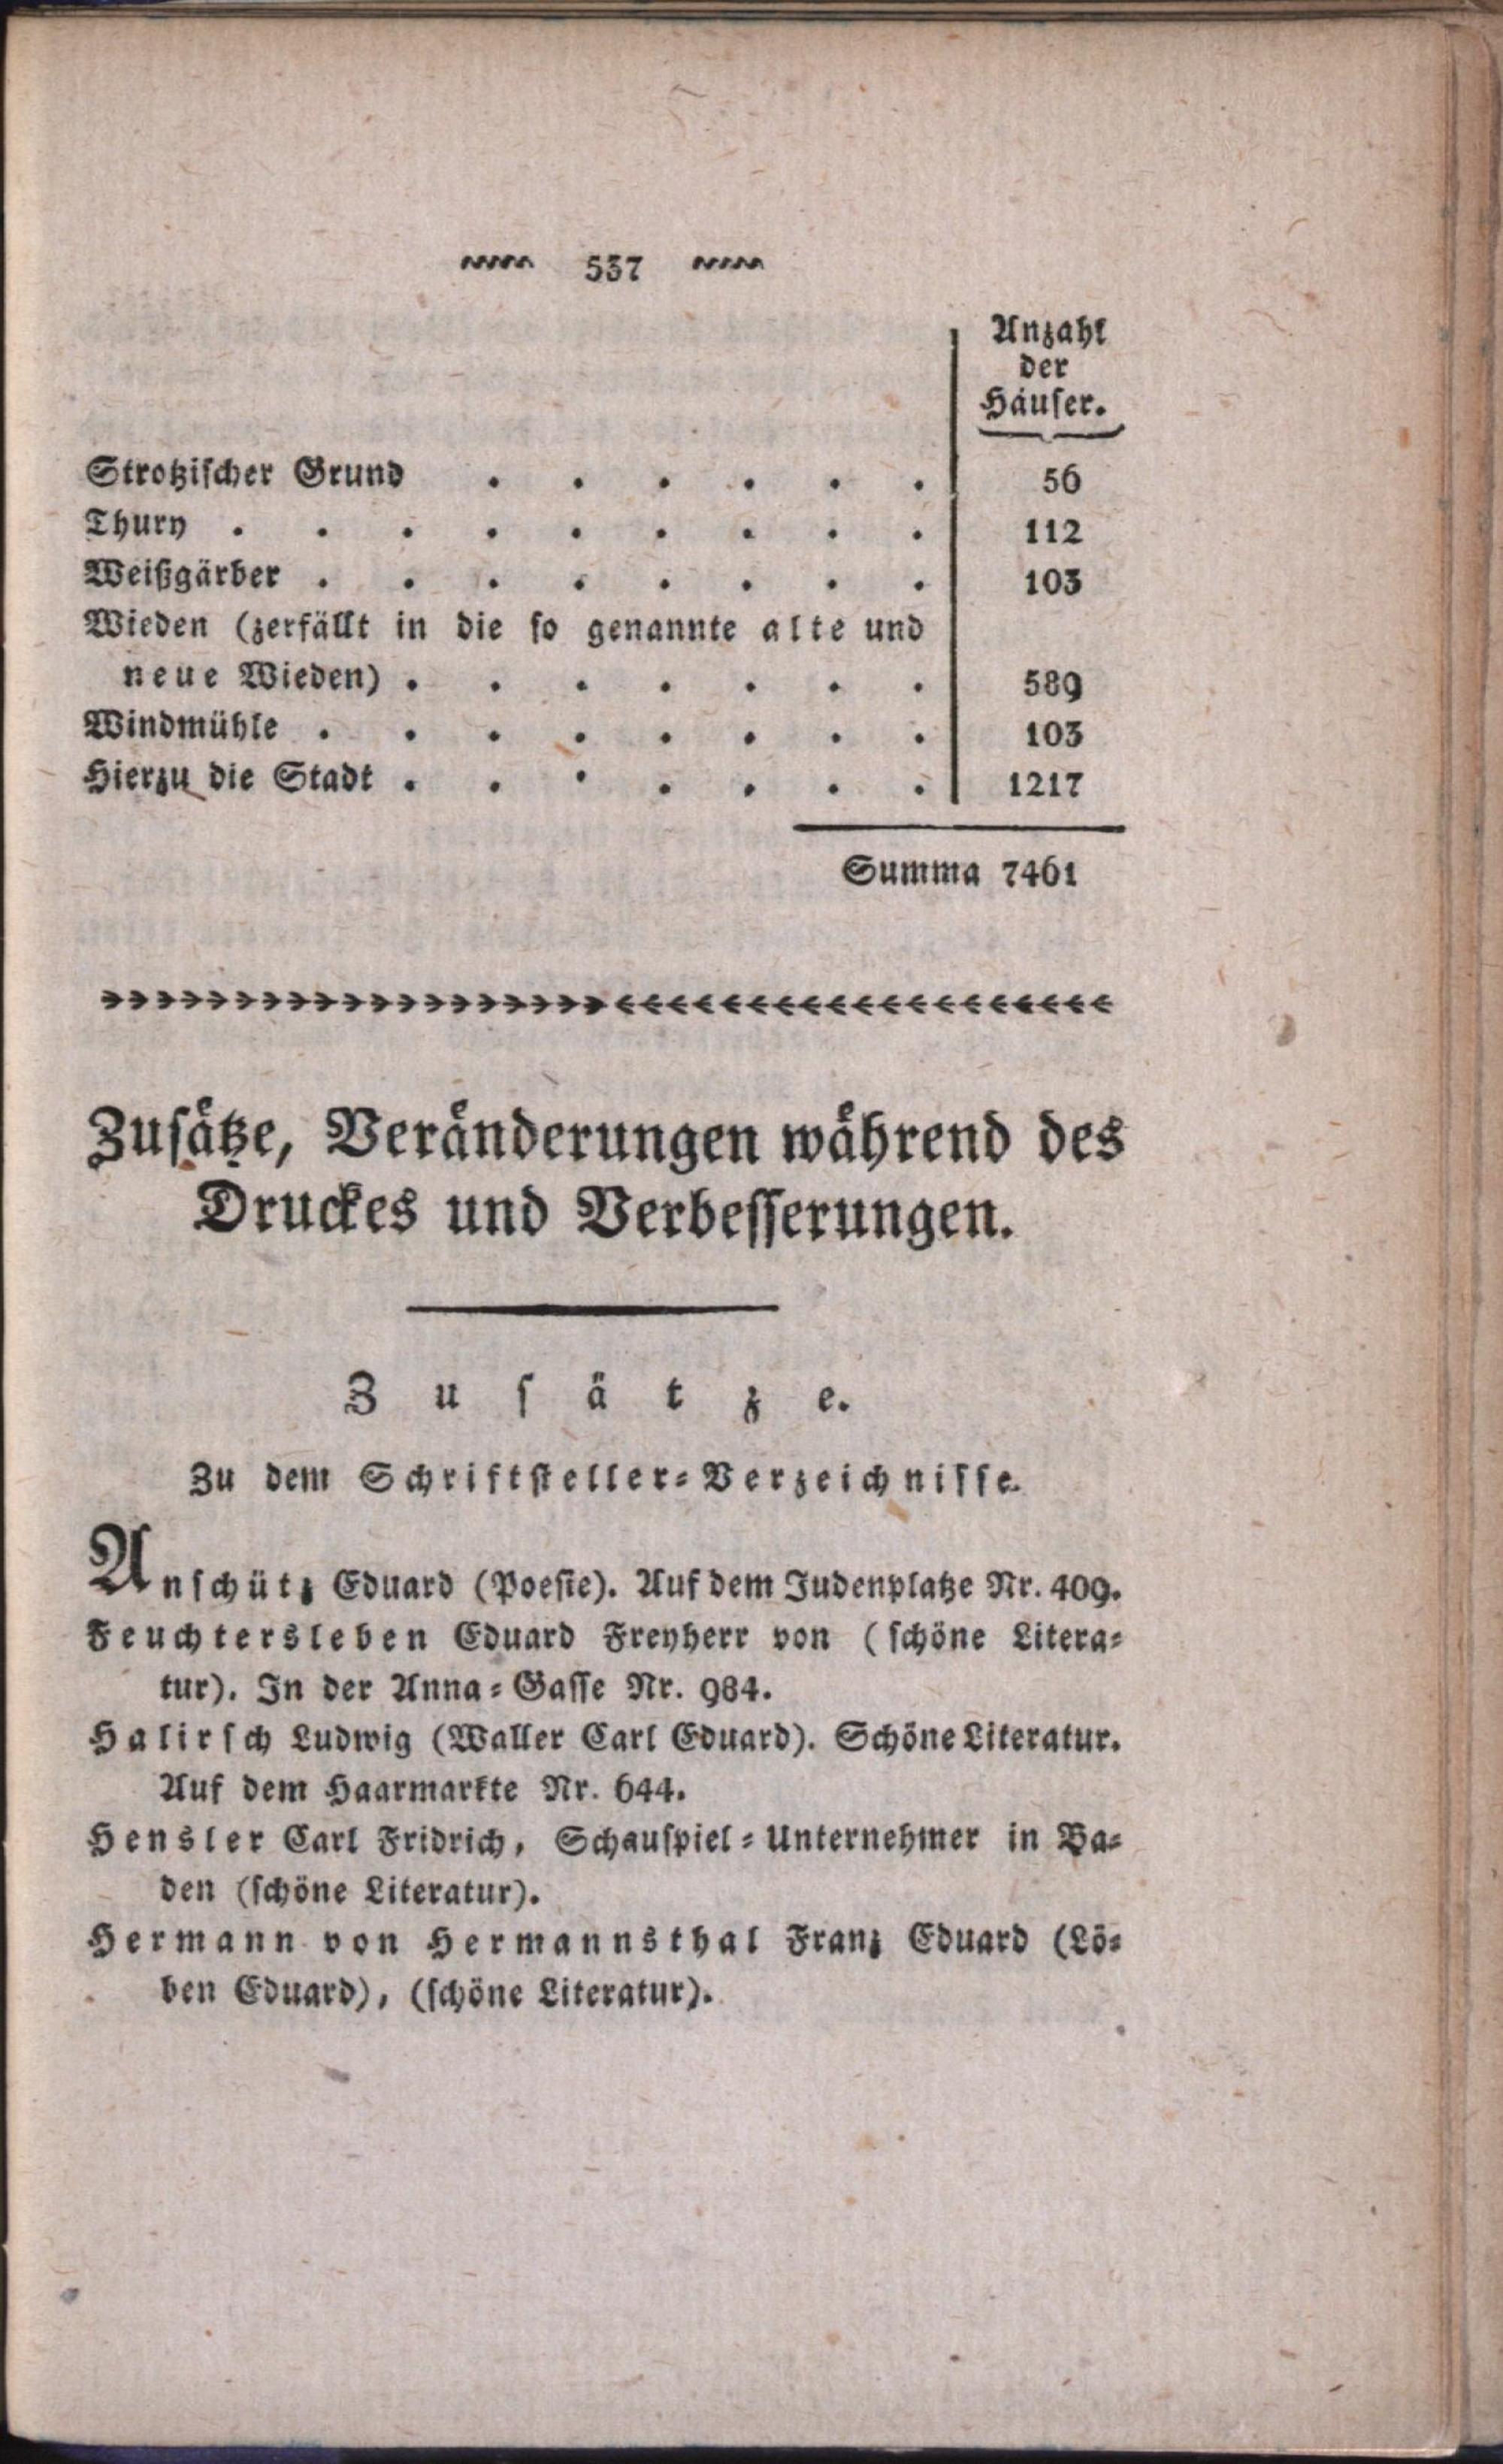 537
Anzahl
der
Häuser.
Strotzischer Grund . . . . . . 56
Thury . . . . . . . . . 112
Weißgärber . . . . . . . . 103
Wieden (zerfällt in die so genannte alte und
neue Wieden) . . . . . . . 589
Windmühle . . . . . . . . 103
Hierzu die Stadt . . . . . . . 1217
Summa 7461
Zusätze, Veränderungen während des
Druckes und Verbesserungen.
Zusätze.
Zu dem Schriftsteller-Verzeichnisse.
Anschütz Eduard (Poesie). Auf dem Judenplatze Nr. 409.
Feuchtersleben Eduard Freyherr von (schöne Litera-
tur). In der Anna-Gasse Nr. 984.
Halirsch Ludwig (Waller Carl Eduard). Schöne Literatur.
Auf dem Haarmarkte Nr. 644.
Hensler Carl Fridrich, Schauspiel-Unternehmer in Ba-
den (schöne Literatur).
Hermann von Hermannsthal Franz Eduard (Lö-
ben Eduard), (schöne Literatur).